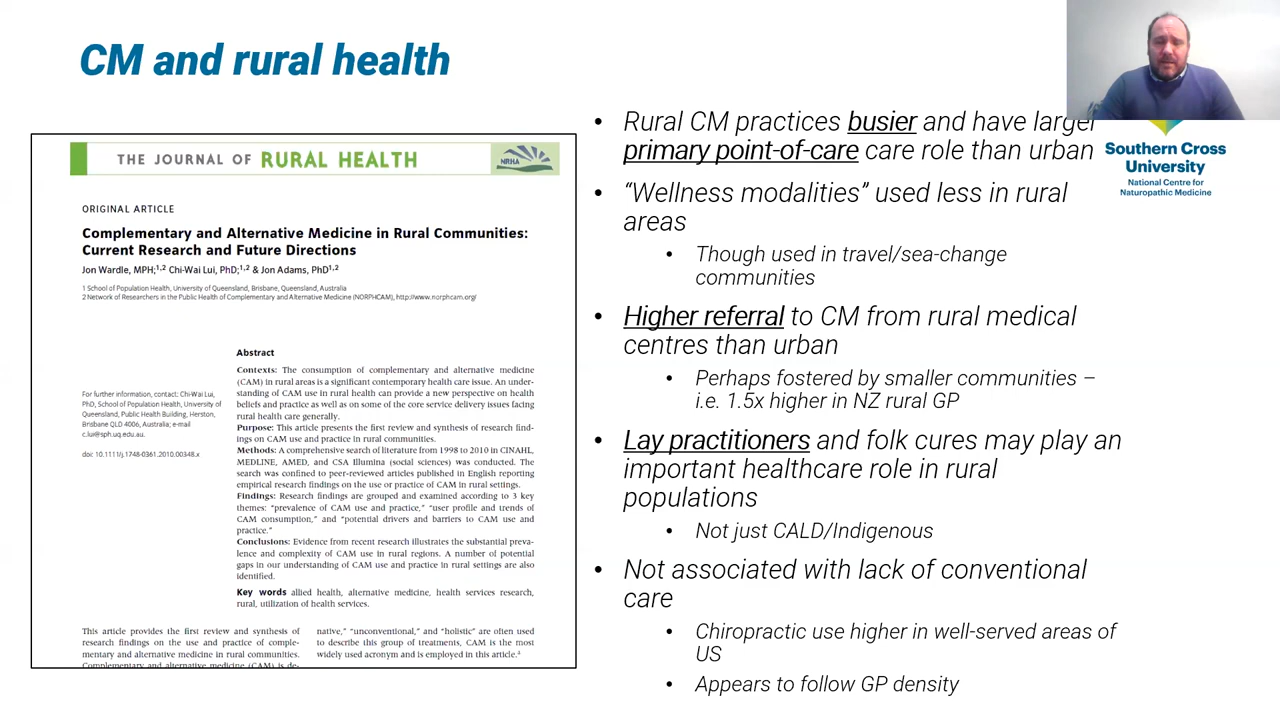 CM and rural health
THE JOURNAL OF RURAL HEALTH
NRHA
ORIGINAL ARTICLE
Complementary and Alternative Medicine in Rural Communities:
Current Research and Future Directions
Jon Wardle, MPH;1,2 Chi-Wai Lui, PhD;1,2 & Jon Adams, PhD1,2
1 School of Population Health, University of Queensland, Brisbane, Queensland, Australia
2 Network of Researchers in the Public Health of Complementary and Alternative Medicine (NORPHCAM), http://www.norphcam.org/
For further information, contact: Chi-Wai Lui,
PhD, School of Population Health, University of
Queensland, Public Health Building, Herston,
Brisbane QLD 4006, Australia; e-mail
c.lui@sph.uq.edu.au.
doi: 10.1111/j.1748-0361.2010.00348.x
Abstract
Contexts: The consumption of complementary and alternative medicine
(CAM) in rural areas is a significant contemporary health care issue. An under-
standing of CAM use in rural health can provide a new perspective on health
beliefs and practice as well as on some of the core service delivery issues facing
rural health care generally.
Purpose: This article presents the first review and synthesis of research find-
ings on CAM use and practice in rural communities.
Methods: A comprehensive search of literature from 1998 to 2010 in CINAHL,
MEDLINE, AMED, and CSA Illumina (social sciences) was conducted. The
search was confined to peer-reviewed articles published in English reporting
empirical research findings on the use or practice of CAM in rural settings.
Findings: Research findings are grouped and examined according to 3 key
themes: “prevalence of CAM use and practice,” “user profile and trends of
CAM consumption,” and “potential drivers and barriers to CAM use and
practice.”
Conclusions: Evidence from recent research illustrates the substantial preva-
lence and complexity of CAM use in rural regions. A number of potential
gaps in our understanding of CAM use and practice in rural settings are also
identified.
Key words allied health, alternative medicine, health services research,
rural, utilization of health services.
This article provides the first review and synthesis of
research findings on the use and practice of comple-
mentary and alternative medicine in rural communities.
Complementary and alternative medicine (CAM) is de-
native,” “unconventional,” and “holistic” are often used
to describe this group of treatments, CAM is the most
widely used acronym and is employed in this article.
• Rural CM practices busier and have larger
primary point-of-care care role than urban
• “Wellness modalities” used less in rural
areas
• Though used in travel/sea-change
communities
• Higher referral to CM from rural medical
centres than urban
• Perhaps fostered by smaller communities –
i.e. 1.5x higher in NZ rural GP
• Lay practitioners and folk cures may play an
important healthcare role in rural
populations
• Not just CALD/Indigenous
• Not associated with lack of conventional
care
• Chiropractic use higher in well-served areas of
US
• Appears to follow GP density
Southern Cross
University
National Centre for
Naturopathic Medicine